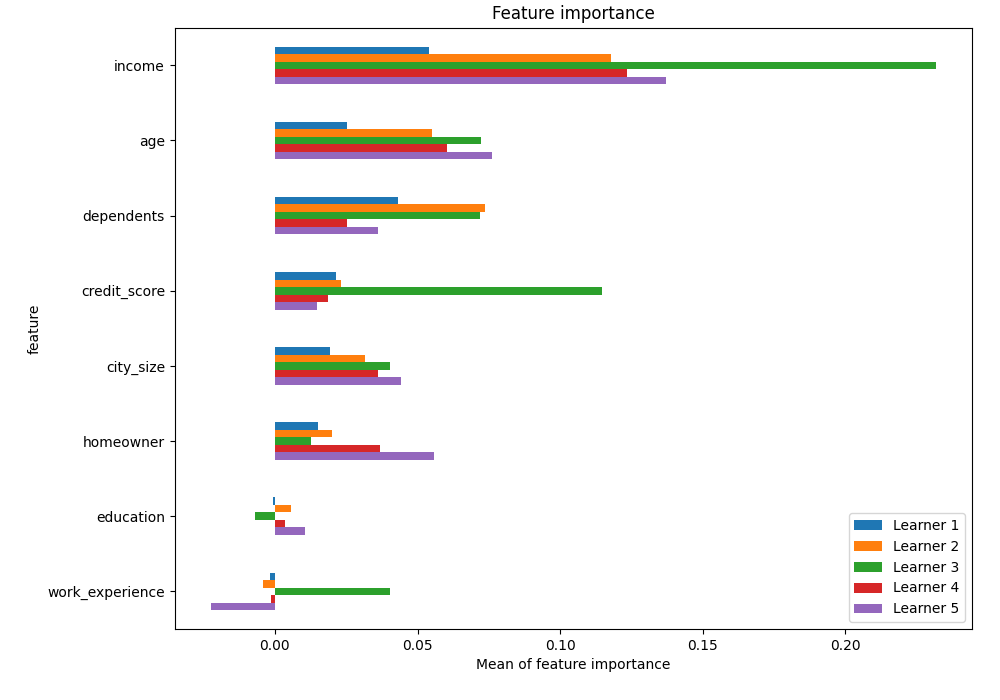 Feature importance
income
age
dependents
credit_score
city_size
homeowner
education
work_experience
feature
0.00 0.05 0.10 0.15 0.20
Mean of feature importance
Learner 1
Learner 2
Learner 3
Learner 4
Learner 5